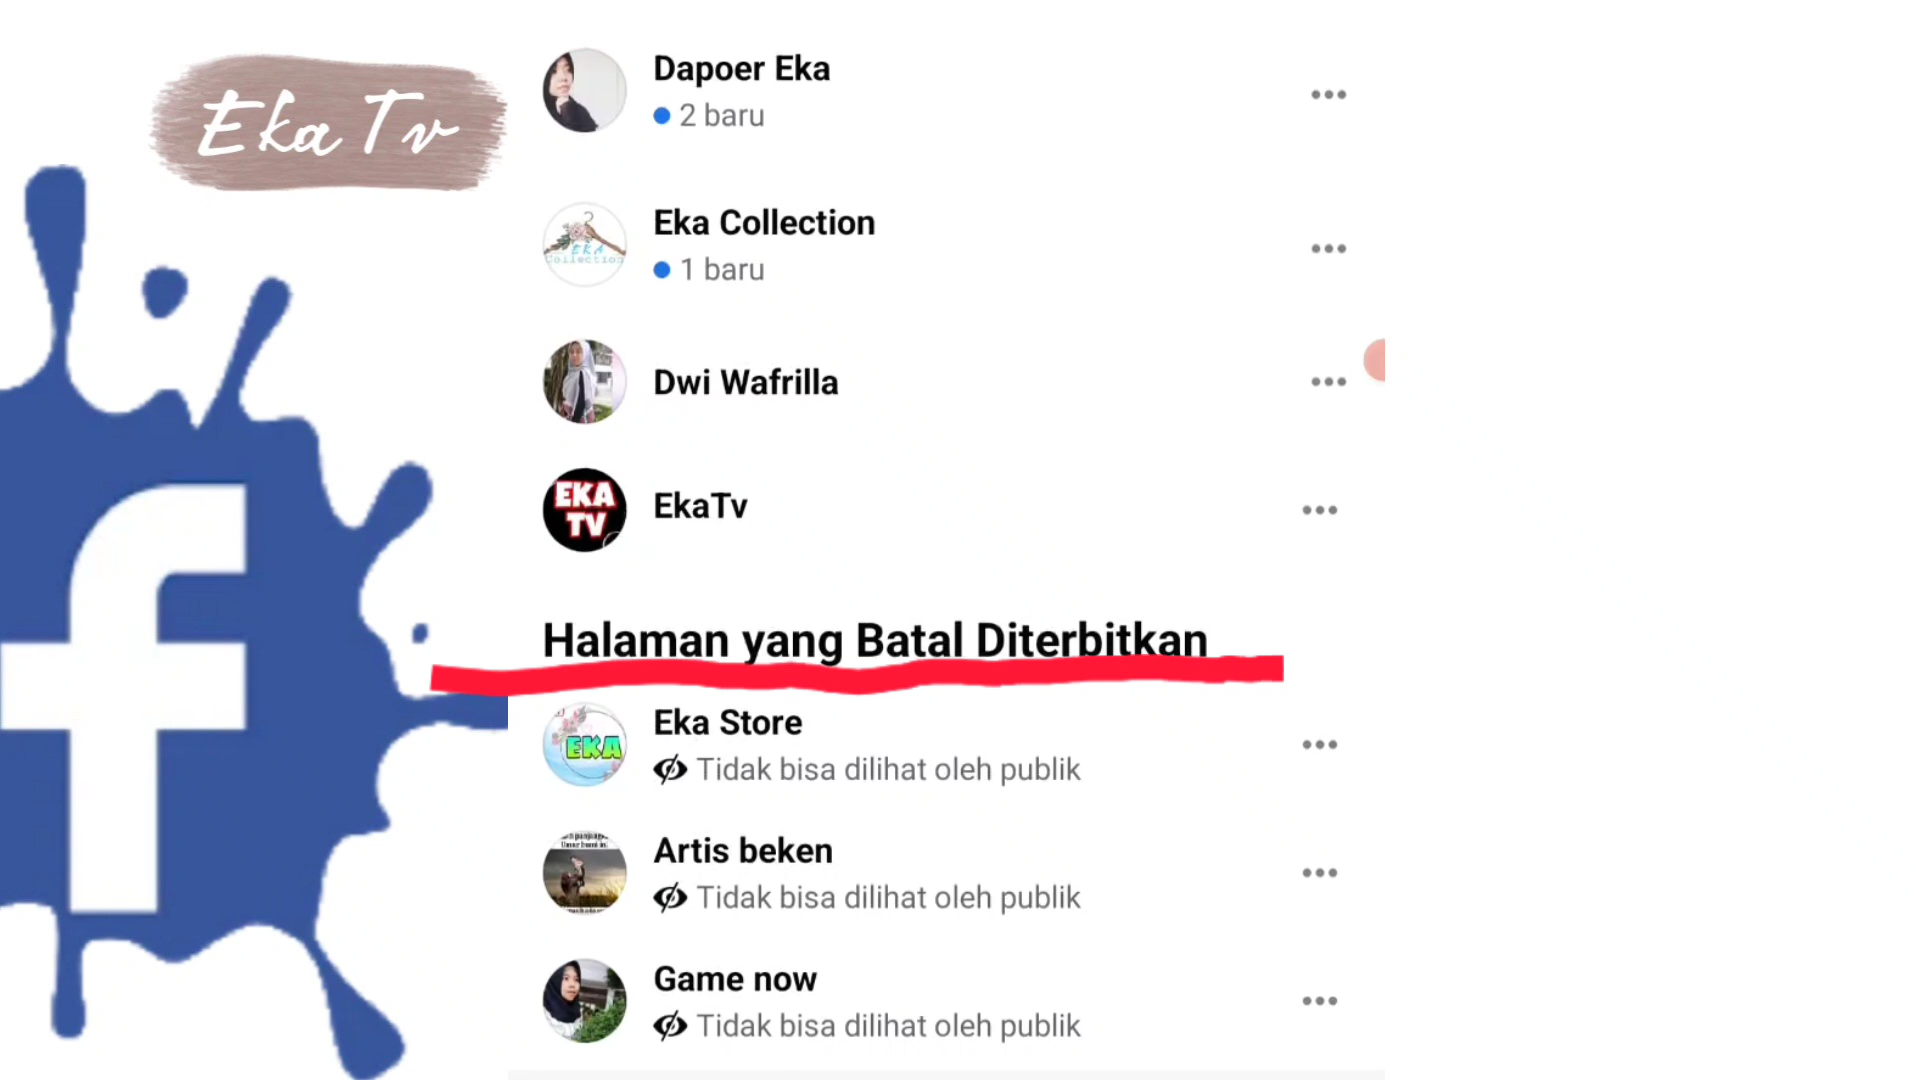 Eka Tv
Dapoer Eka
2 baru
Eka Collection
1 baru
EKA
Collection
Dwi Wafrilla
EKA
TV
EkaTv
Halaman yang Batal Diterbitkan
EKA
Eka Store
Tidak bisa dilihat oleh publik
Artis beken
Tidak bisa dilihat oleh publik
Game now
Tidak bisa dilihat oleh publik